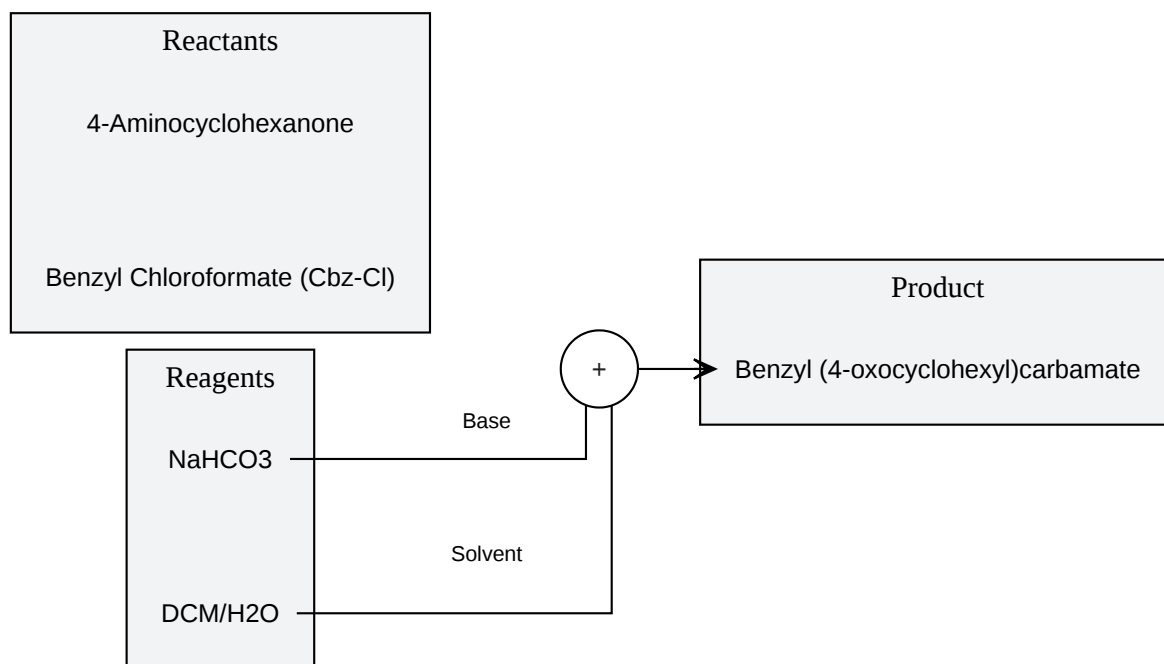 Reactants
4-Aminocyclohexanone
Benzyl Chloroformate (Cbz-Cl)
Product
Benzyl (4-oxocyclohexyl)carbamate
+
Reagents
NaHCO3
Base
Solvent
DCM/H2O